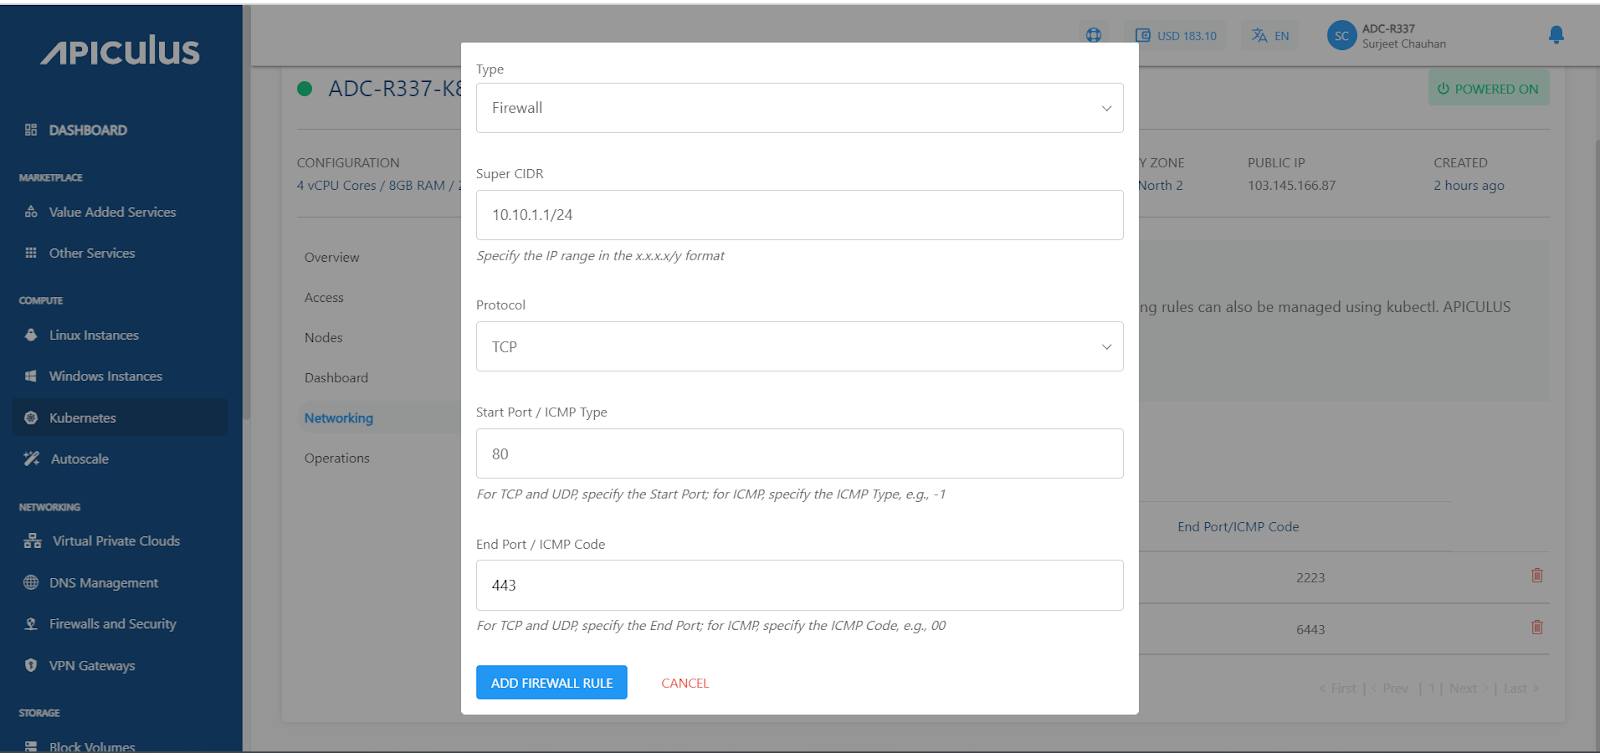 APICULUS
DASHBOARD
MARKETPLACE
Value Added Services
Other Services
COMPUTE
Linux Instances
Windows Instances
Kubernetes
Autoscale
NETWORKING
Virtual Private Clouds
DNS Management
Firewalls and Security
VPN Gateways
STORAGE
Block Volumes
USD 183.10
EN
SC
ADC-R337
Surjeet Chauhan
ADC-R337-K8
POWERED ON
CONFIGURATION
4 vCPU Cores / 8GB RAM /
Y ZONE
North 2
PUBLIC IP
103.145.166.87
CREATED
2 hours ago
Overview
Access
Nodes
Dashboard
Networking
Operations
ng rules can also be managed using kubectl. APICULUS
End Port/ICMP Code
2223
6443
« First | < Prev | 1 | Next > | Last »
Type
Firewall
Super CIDR
10.10.1.1/24
Specify the IP range in the x.x.x.x/y format
Protocol
TCP
Start Port / ICMP Type
80
For TCP and UDP, specify the Start Port; for ICMP, specify the ICMP Type, e.g., -1
End Port / ICMP Code
443
For TCP and UDP, specify the End Port; for ICMP, specify the ICMP Code, e.g., 00
ADD FIREWALL RULE
CANCEL